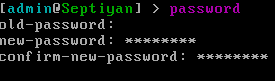 [admin@Septiyan] > password
old-password:
new-password: ********
confirm-new-password: ********